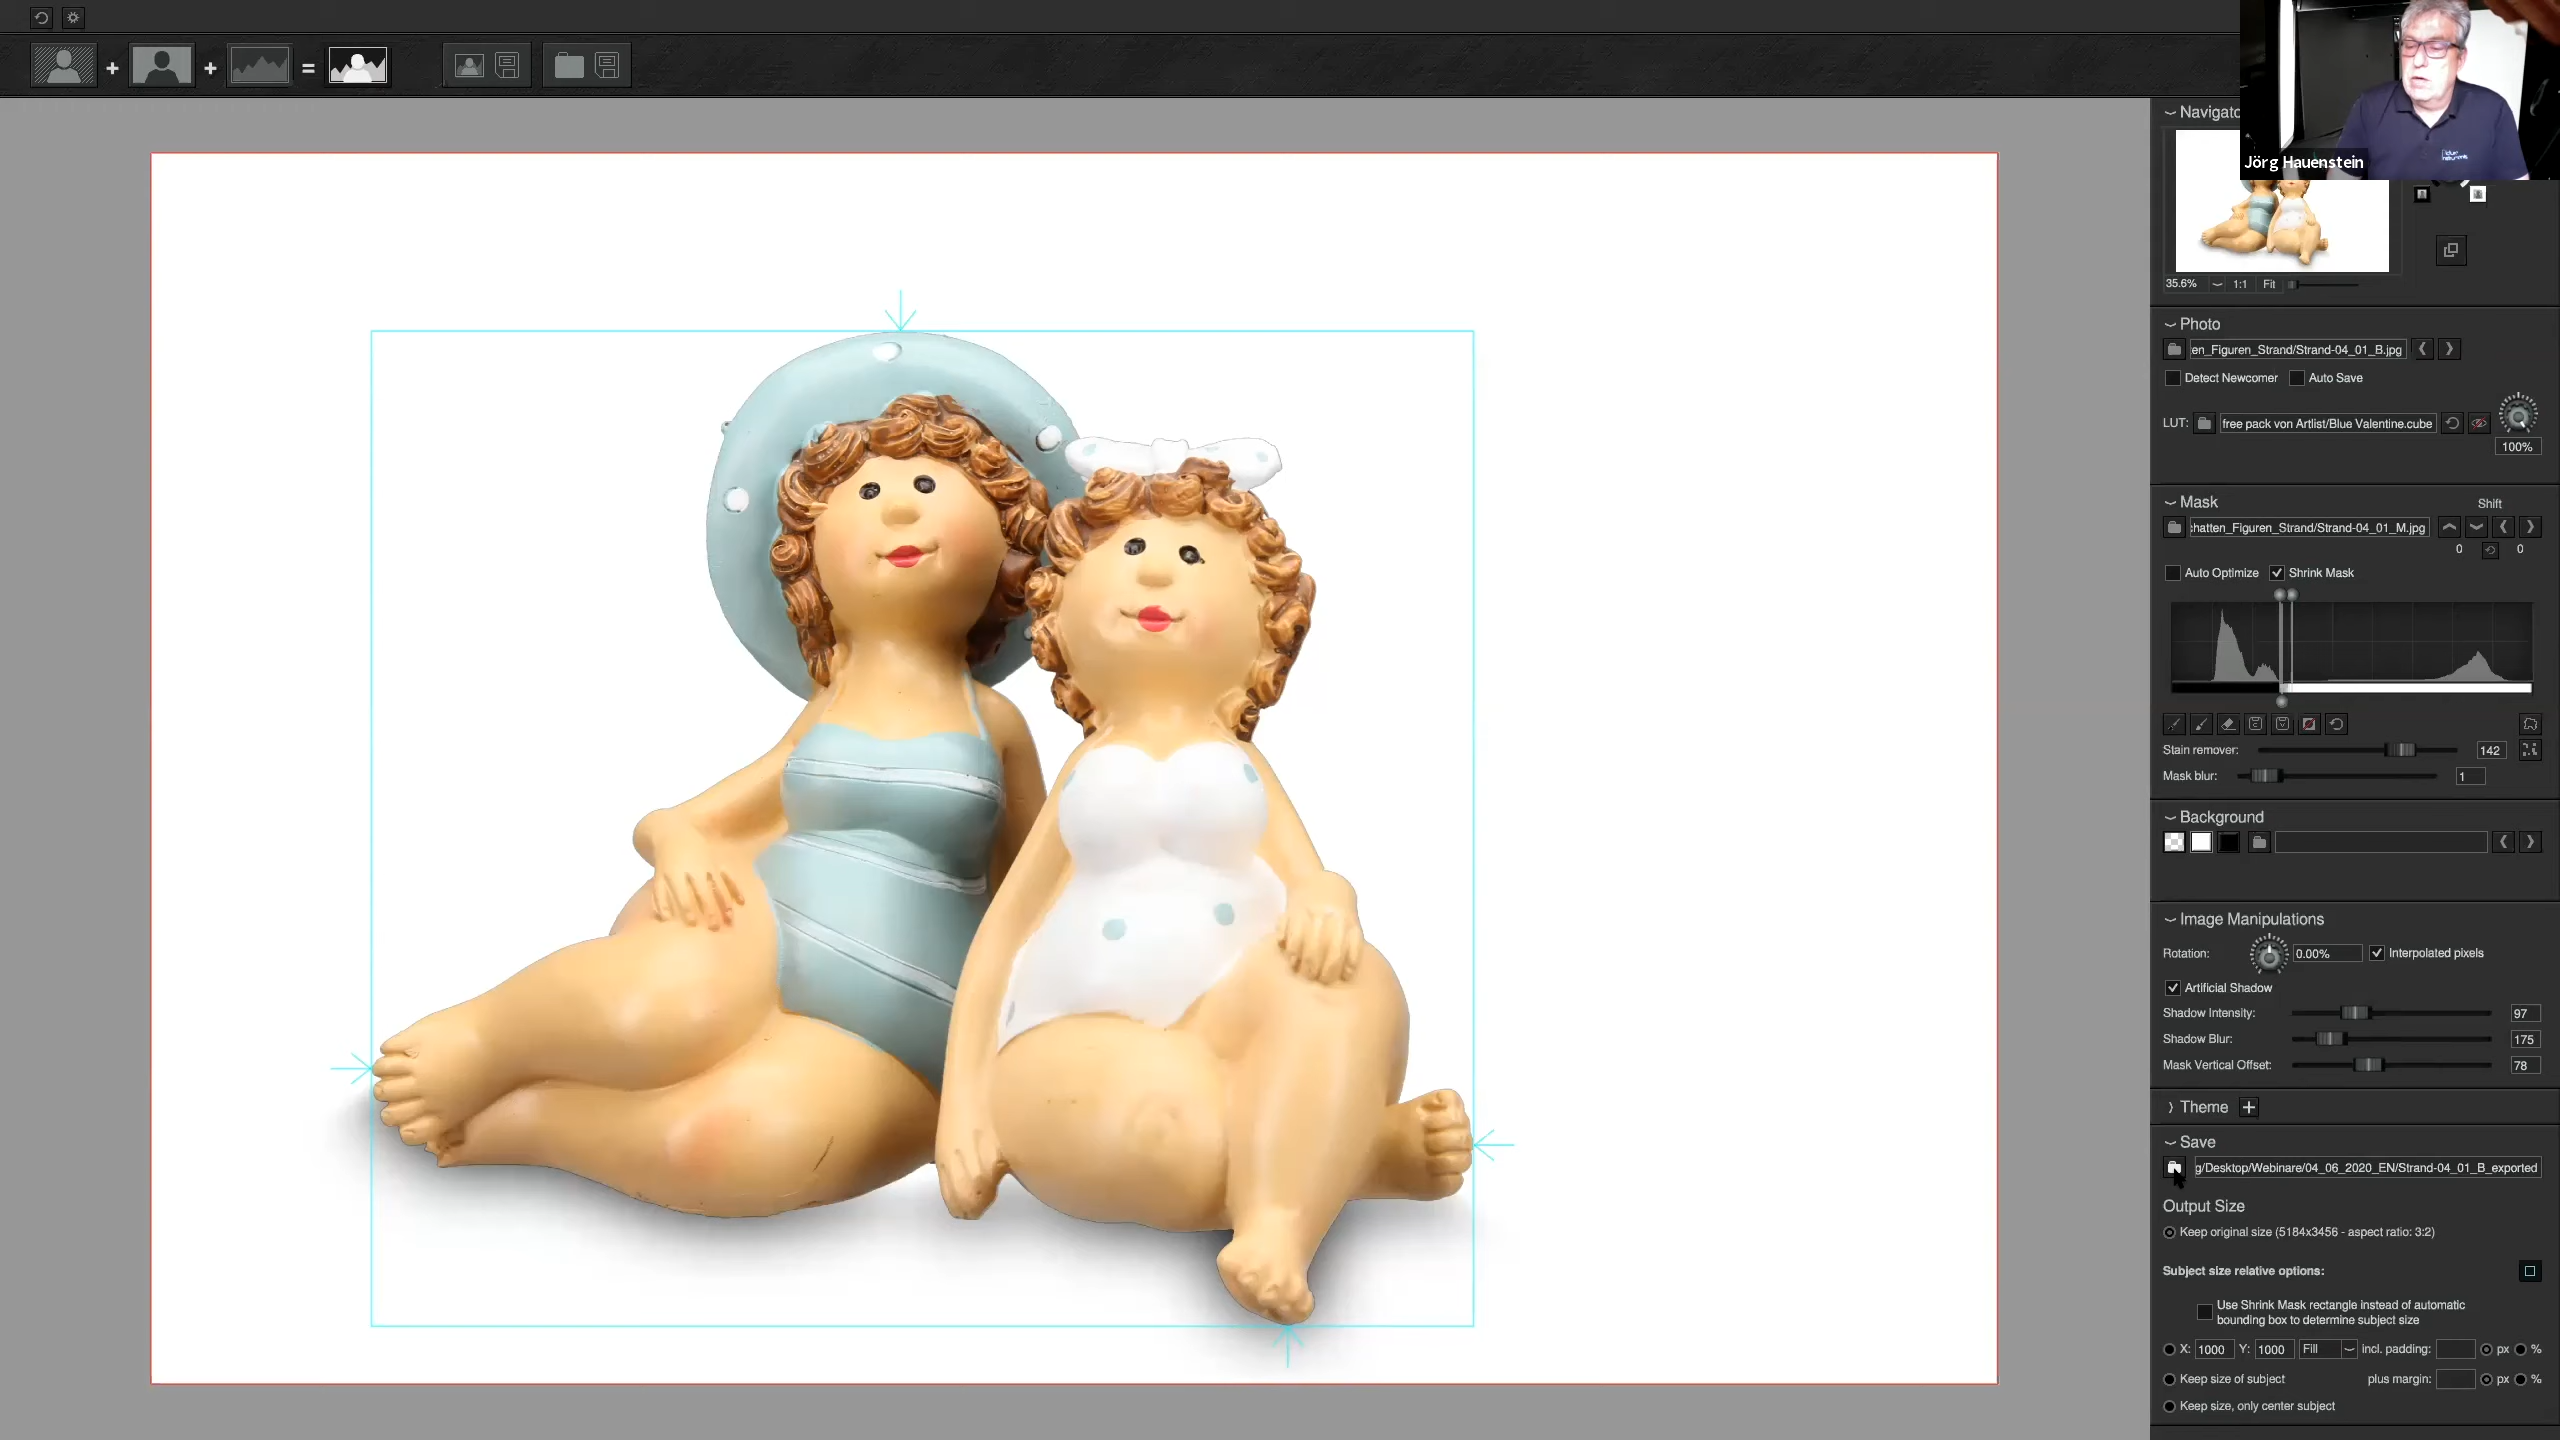 Jörg Hauenstein
Navigato
35.6% 1:1 Fit
Photo
en_Figuren_Strand/Strand-04_01_B.jpg
Detect Newcomer Auto Save
LUT: free pack von Artlist/Blue Valentine.cube
100%
Mask Shift
hatten_Figuren_Strand/Strand-04_01_M.jpg
0 0
Auto Optimize Shrink Mask
Stain remover: 142
Mask blur: 1
Background
Image Manipulations
Rotation: 0.00% Interpolated pixels
Artificial Shadow
Shadow Intensity: 97
Shadow Blur: 175
Mask Vertical Offset: 78
Theme +
Save
g/Desktop/Webinare/04_06_2020_EN/Strand-04_01_B_exported
Output Size
Keep original size (5184x3456 - aspect ratio: 3:2)
Subject size relative options:
Use Shrink Mask rectangle instead of automatic
bounding box to determine subject size
X: 1000 Y: 1000 Fill incl. padding: px %
Keep size of subject plus margin: px %
Keep size, only center subject